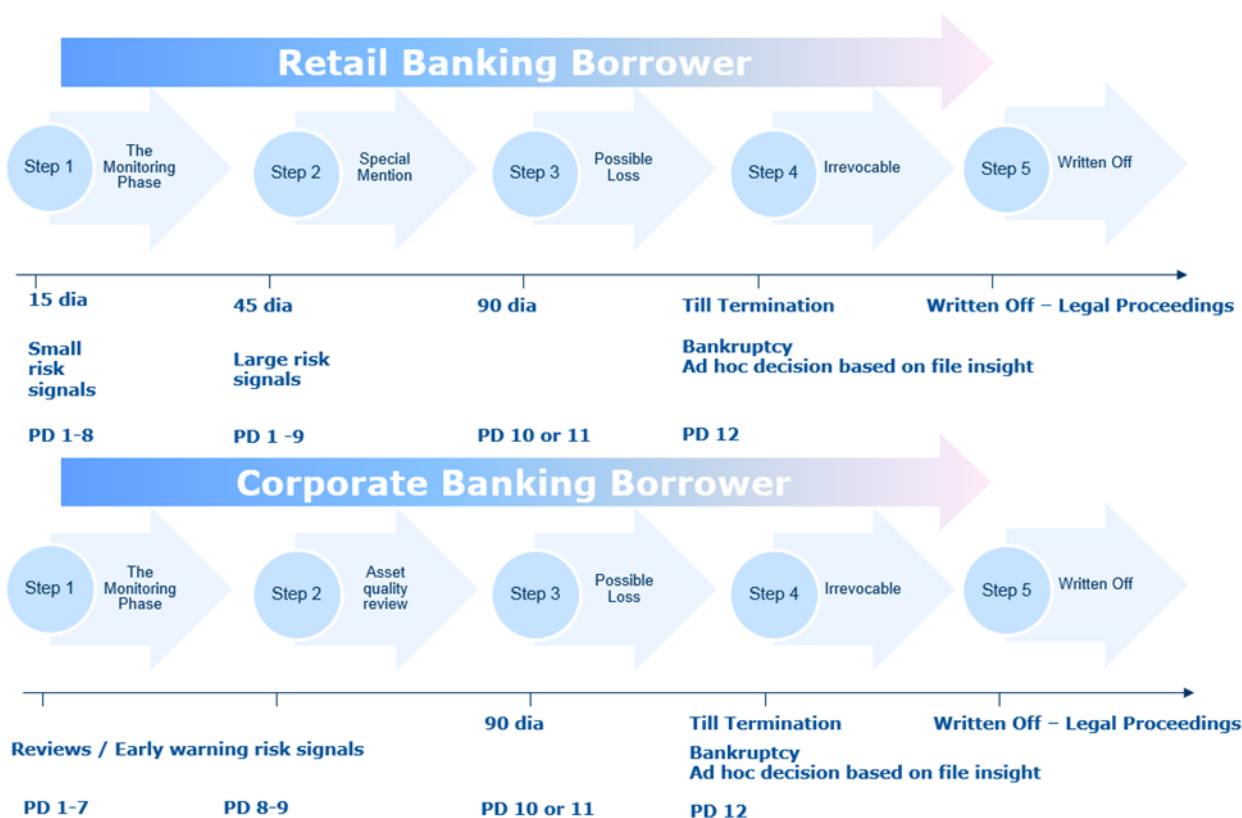 Retail Banking Borrower
Step 1
The
Monitoring
Phase
Step 2
Special
Mention
Step 3
Possible
Loss
Step 4
Irrevocable
Step 5
Written Off
15 dia
45 dia
90 dia
Till Termination
Written Off – Legal Proceedings
Small
risk
signals
Large risk
signals
Bankruptcy
Ad hoc decision based on file insight
PD 1-8
PD 1 -9
PD 10 or 11
PD 12
Corporate Banking Borrower
Step 1
The
Monitoring
Phase
Step 2
Asset
quality
review
Step 3
Possible
Loss
Step 4
Irrevocable
Step 5
Written Off
90 dia
Till Termination
Written Off – Legal Proceedings
Reviews / Early warning risk signals
Bankruptcy
Ad hoc decision based on file insight
PD 1-7
PD 8-9
PD 10 or 11
PD 12